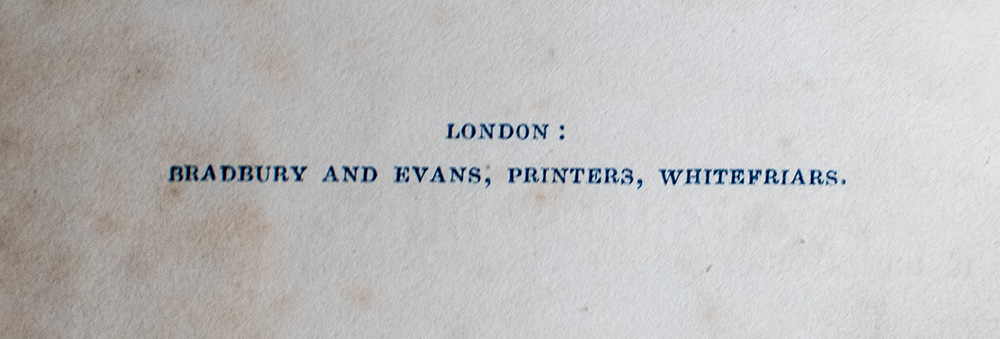 LONDON :
BRADBURY AND EVANS, PRINTERS, WHITEFRIARS.